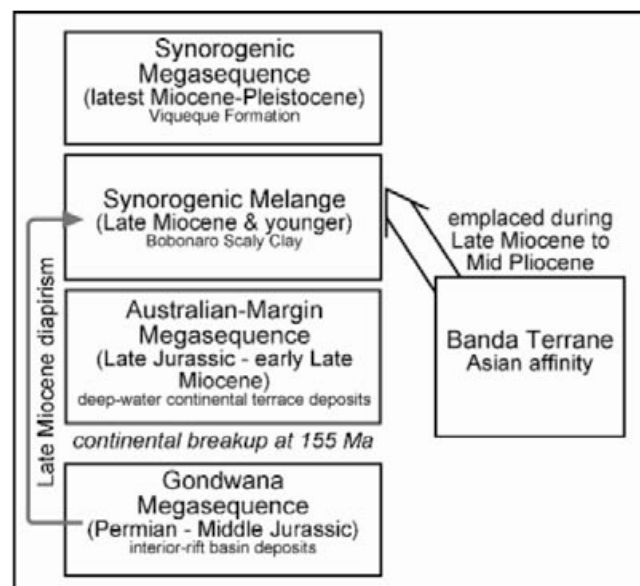 Synorogenic
Megasequence
(latest Miocene-Pleistocene)
Viqueque Formation
Synorogenic Melange
(Late Miocene & younger)
Bobonaro Scaly Clay
emplaced during
Late Miocene to
Mid Pliocene
Banda Terrane
Asian affinity
Australian-Margin
Megasequence
(Late Jurassic - early Late
Miocene)
deep-water continental terrace deposits
continental breakup at 155 Ma
Gondwana
Megasequence
(Permian - Middle Jurassic)
interior-rift basin deposits
Late Miocene diapirism